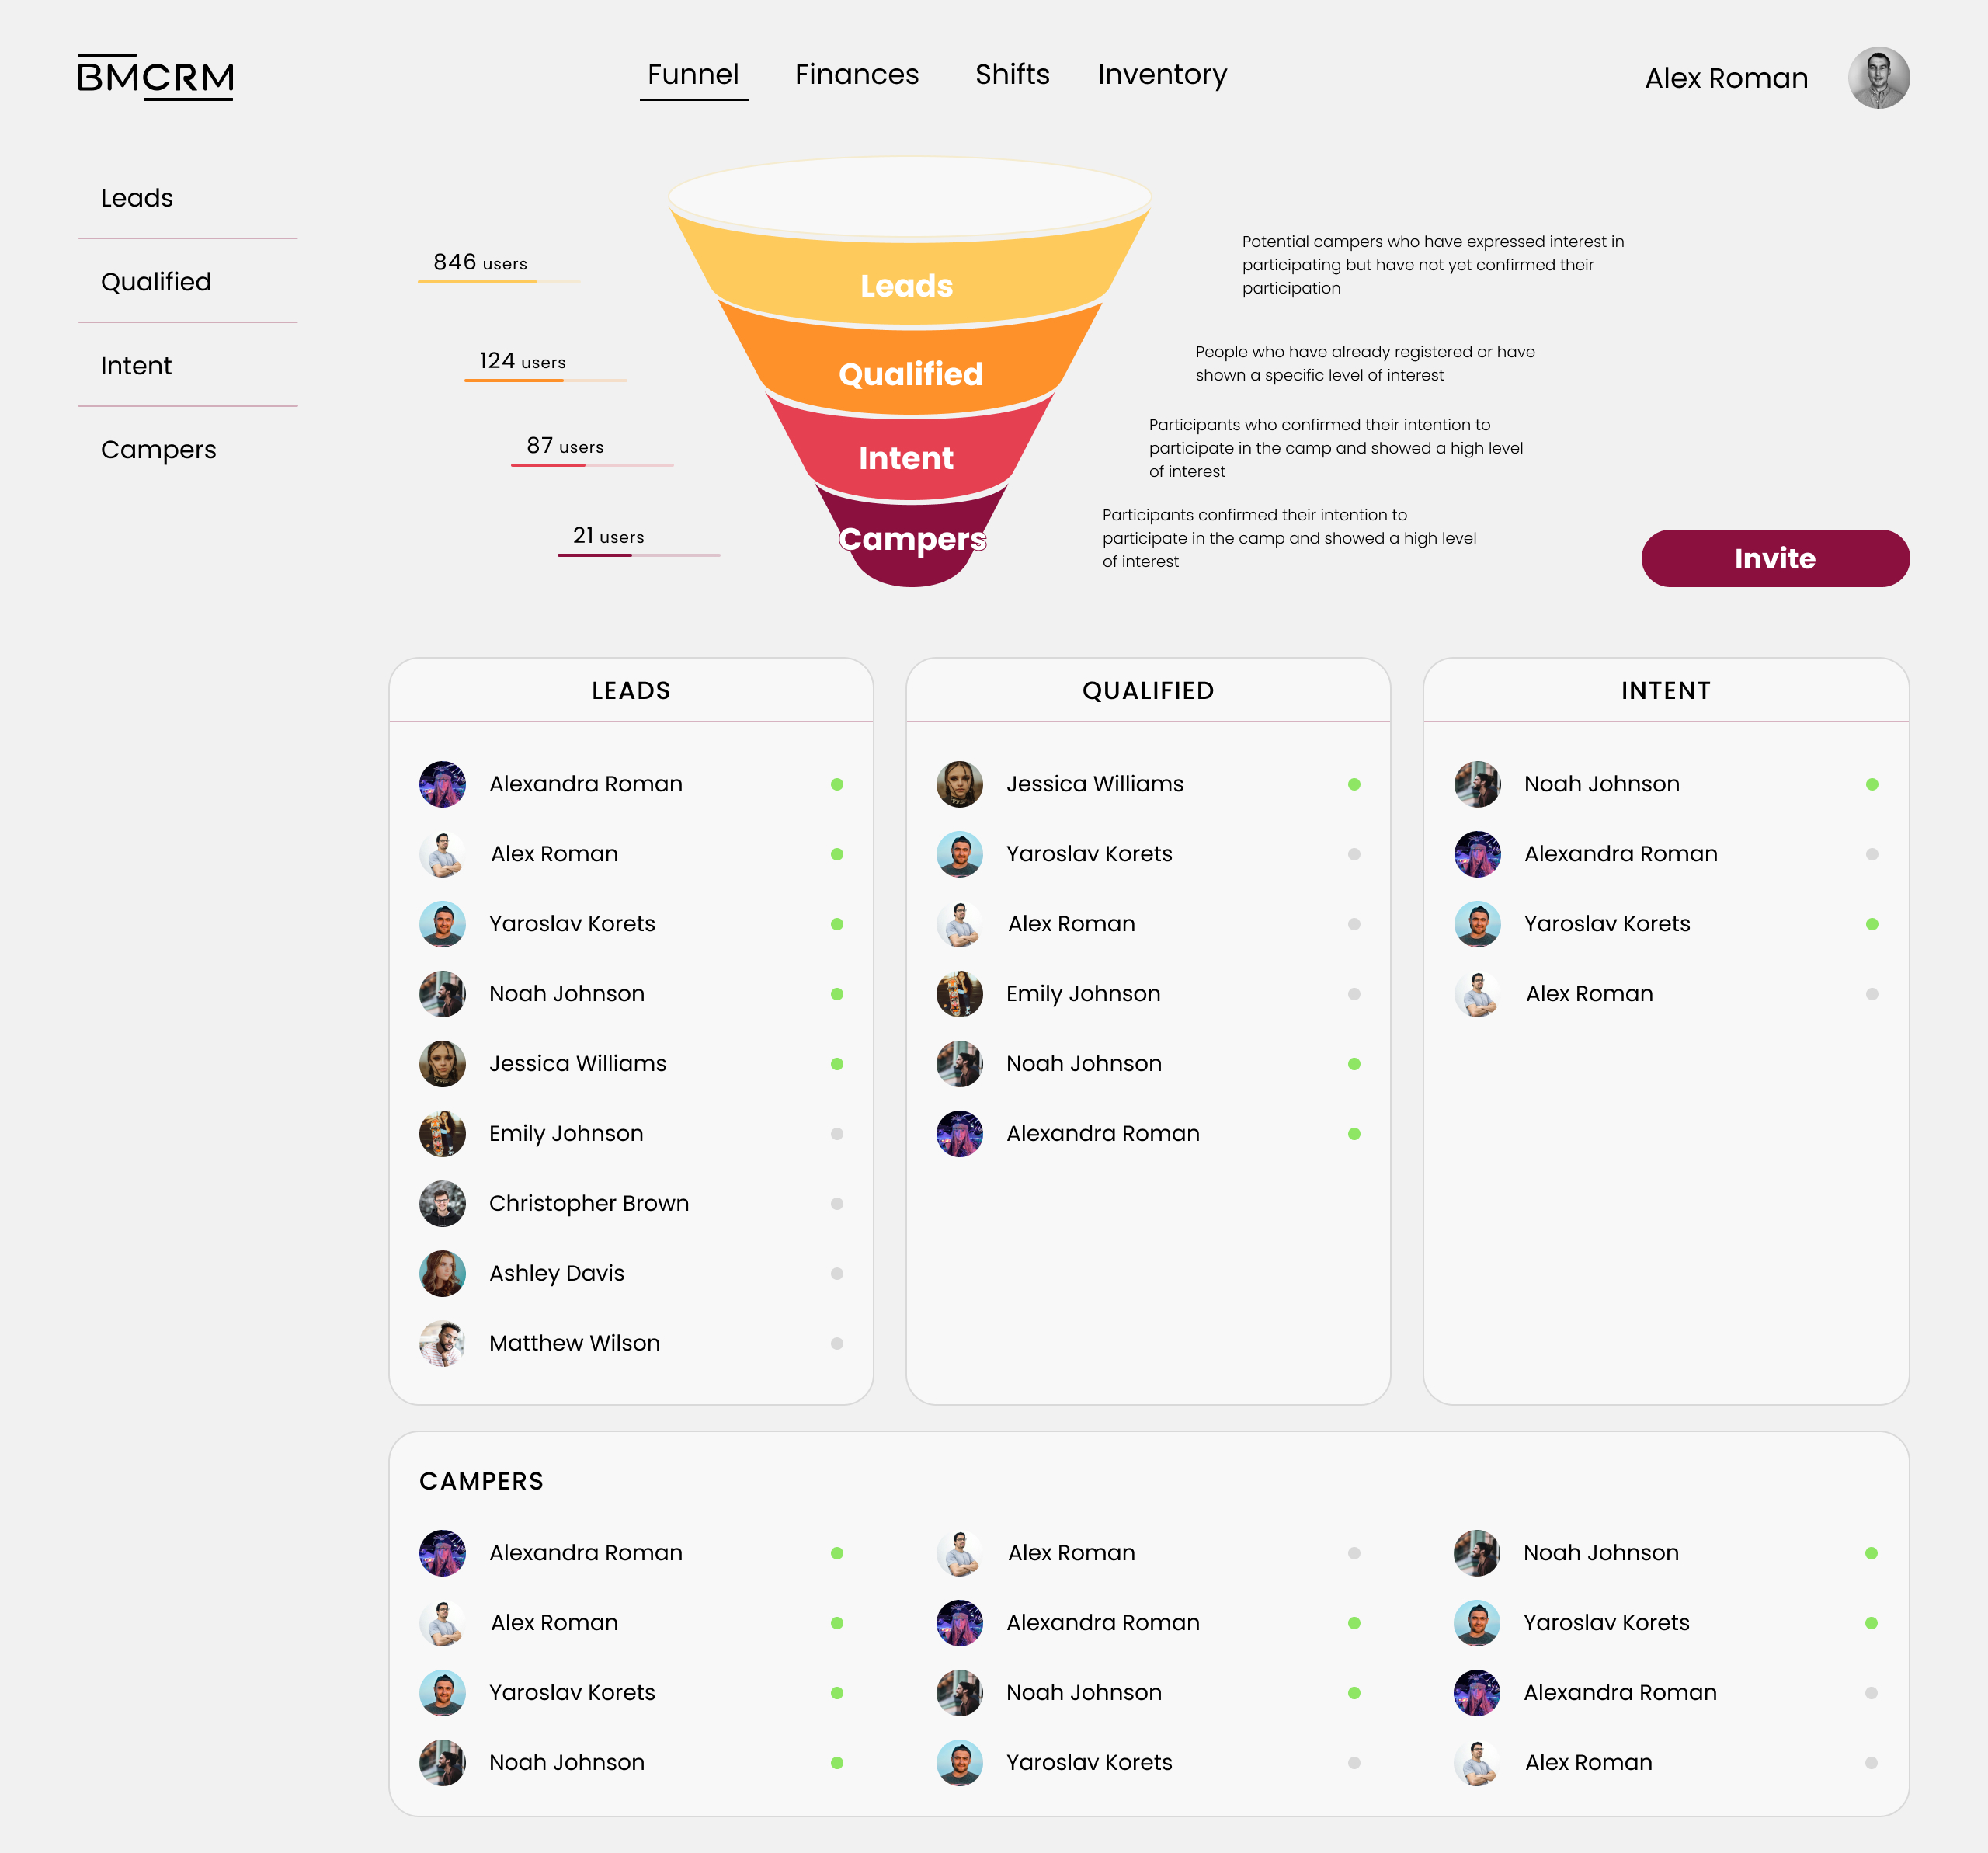 BMCRM
Funnel
Finances
Shifts
Inventory
Alex Roman
Leads
Qualified
Intent
Campers
846 users
Leads
Potential campers who have expressed interest in
participating but have not yet confirmed their
participation
124 users
Qualified
People who have already registered or have
shown a specific level of interest
87 users
Intent
Participants who confirmed their intention to
participate in the camp and showed a high level
of interest
21 users
Campers
Participants confirmed their intention to
participate in the camp and showed a high level
of interest
Invite
LEADS
Alexandra Roman
Alex Roman
Yaroslav Korets
Noah Johnson
Jessica Williams
Emily Johnson
Christopher Brown
Ashley Davis
Matthew Wilson
QUALIFIED
Jessica Williams
Yaroslav Korets
Alex Roman
Emily Johnson
Noah Johnson
Alexandra Roman
INTENT
Noah Johnson
Alexandra Roman
Yaroslav Korets
Alex Roman
CAMPERS
Alexandra Roman
Alex Roman
Yaroslav Korets
Noah Johnson
Alex Roman
Alexandra Roman
Noah Johnson
Yaroslav Korets
Noah Johnson
Yaroslav Korets
Alexandra Roman
Alex Roman